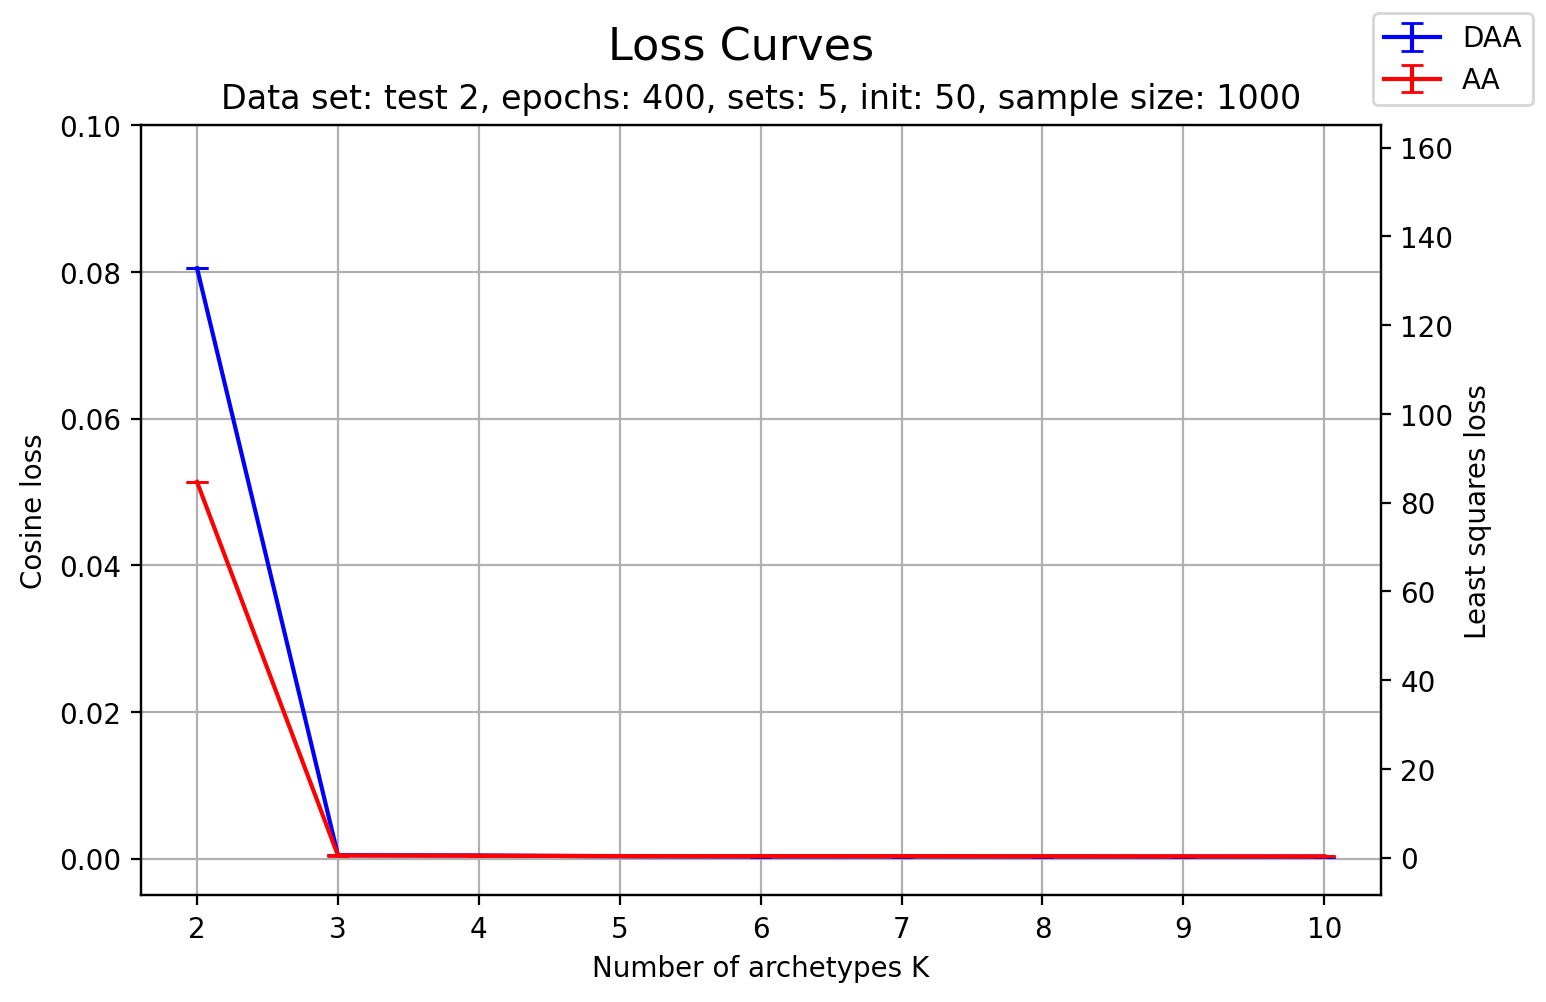 Loss Curves
Data set: test 2, epochs: 400, sets: 5, init: 50, sample size: 1000
DAA
AA
Cosine loss
0.10
0.08
0.06
0.04
0.02
0.00
160
140
120
100
80
60
40
20
0
Least squares loss
2 3 4 5 6 7 8 9 10
Number of archetypes K